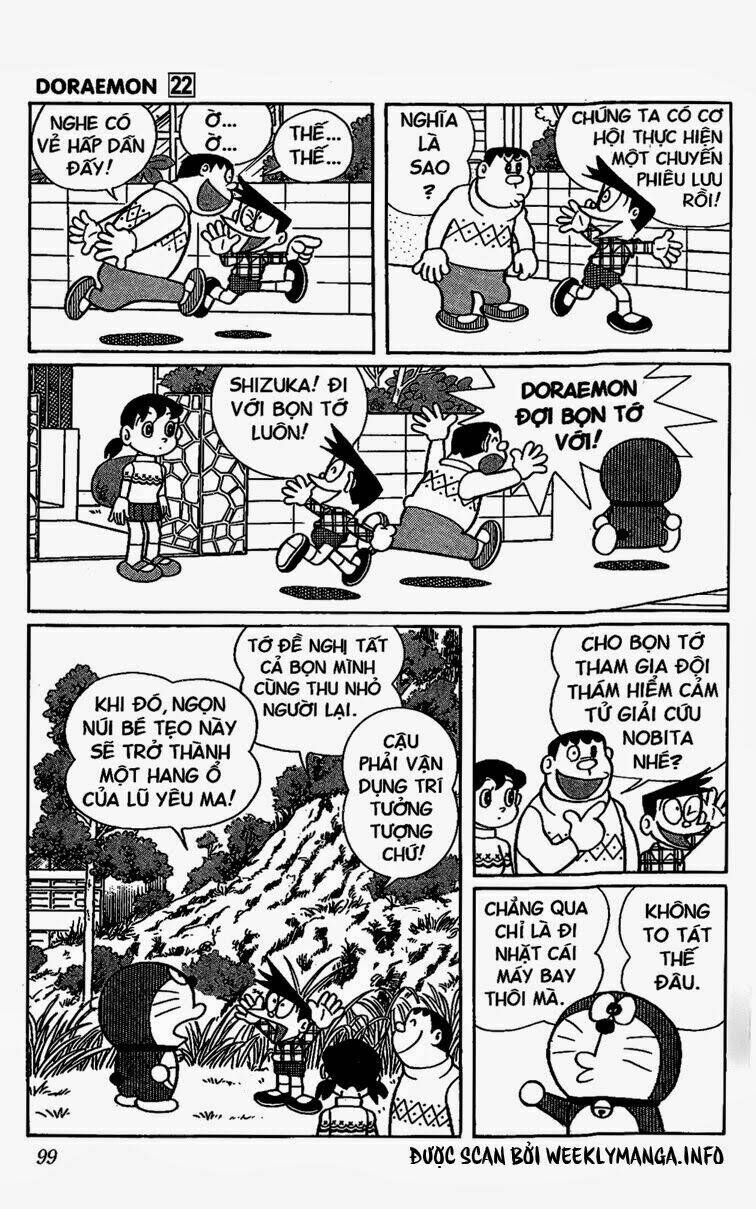 DORAEMON 22
CHÚNG TA CÓ CƠ
HỘI THỰC HIỆN
MỘT CHUYẾN
PHIÊU LƯU
RỒI!
NGHĨA
LÀ
SAO
?
THẾ...
THẾ...
Ờ...
Ờ...
NGHE CÓ
VẺ HẤP DẪN
ĐẤY!
DORAEMON
ĐỢI BỌN TỚ
VỚI!
SHIZUKA! ĐI
VỚI BỌN TỚ
LUÔN!
CHO BỌN TỚ
THAM GIA ĐỘI
THÁM HIỂM CẢM
TỬ GIẢI CỨU
NOBITA
NHÉ?
KHÔNG
TO TÁT
THẾ
ĐÂU.
CHẲNG QUA
CHỈ LÀ ĐI
NHẶT CÁI
MÁY BAY
THÔI MÀ.
CẬU
PHẢI VẬN
DỤNG TRÍ
TƯỞNG
TƯỢNG
CHỨ!
TỚ ĐỀ NGHỊ TẤT
CẢ BỌN MÌNH
CÙNG THU NHỎ
NGƯỜI LẠI.
KHI ĐÓ, NGỌN
NÚI BÉ TẸO NÀY
SẼ TRỞ THÀNH
MỘT HANG Ổ
CỦA LŨ YÊU MA!
99
ĐƯỢC SCAN BỞI WEEKLYMANGA.INFO